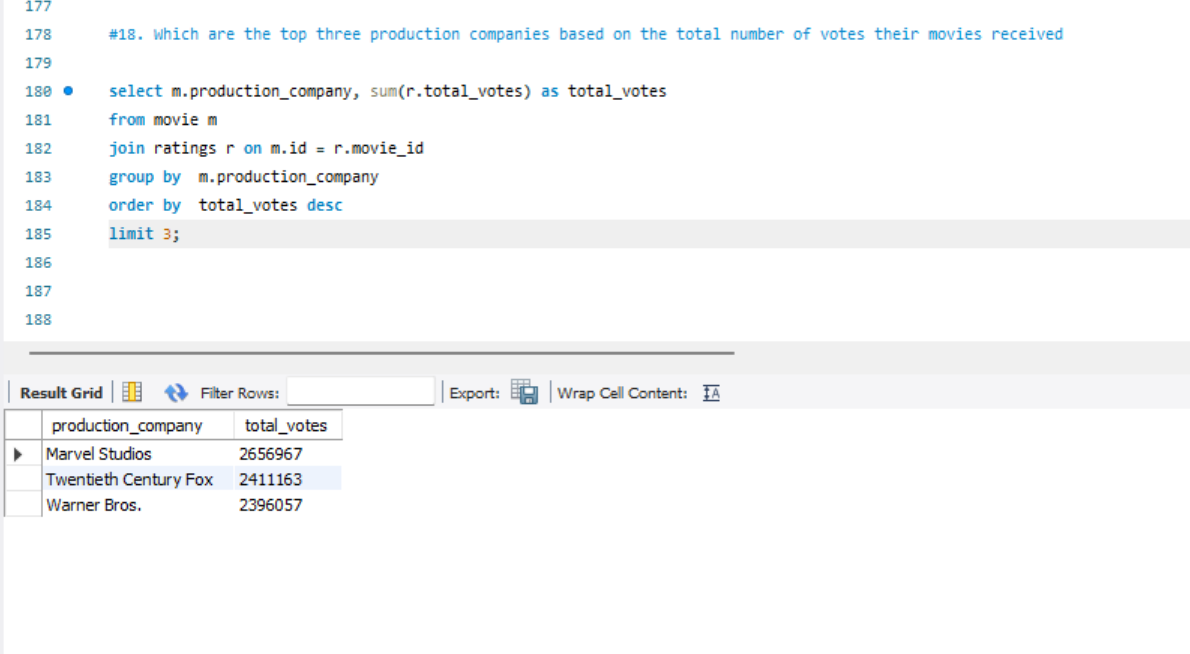 177
178 #18. Which are the top three production companies based on the total number of votes their movies received
179
180 select m.production_company, sum(r.total_votes) as total_votes
181 from movie m
182 join ratings r on m.id = r.movie_id
183 group by  m.production_company
184 order by  total_votes desc
185 limit 3;
186
187
188
Result Grid Filter Rows: Export: Wrap Cell Content: IA
production_company total_votes
Marvel Studios 2656967
Twentieth Century Fox 2411163
Warner Bros. 2396057